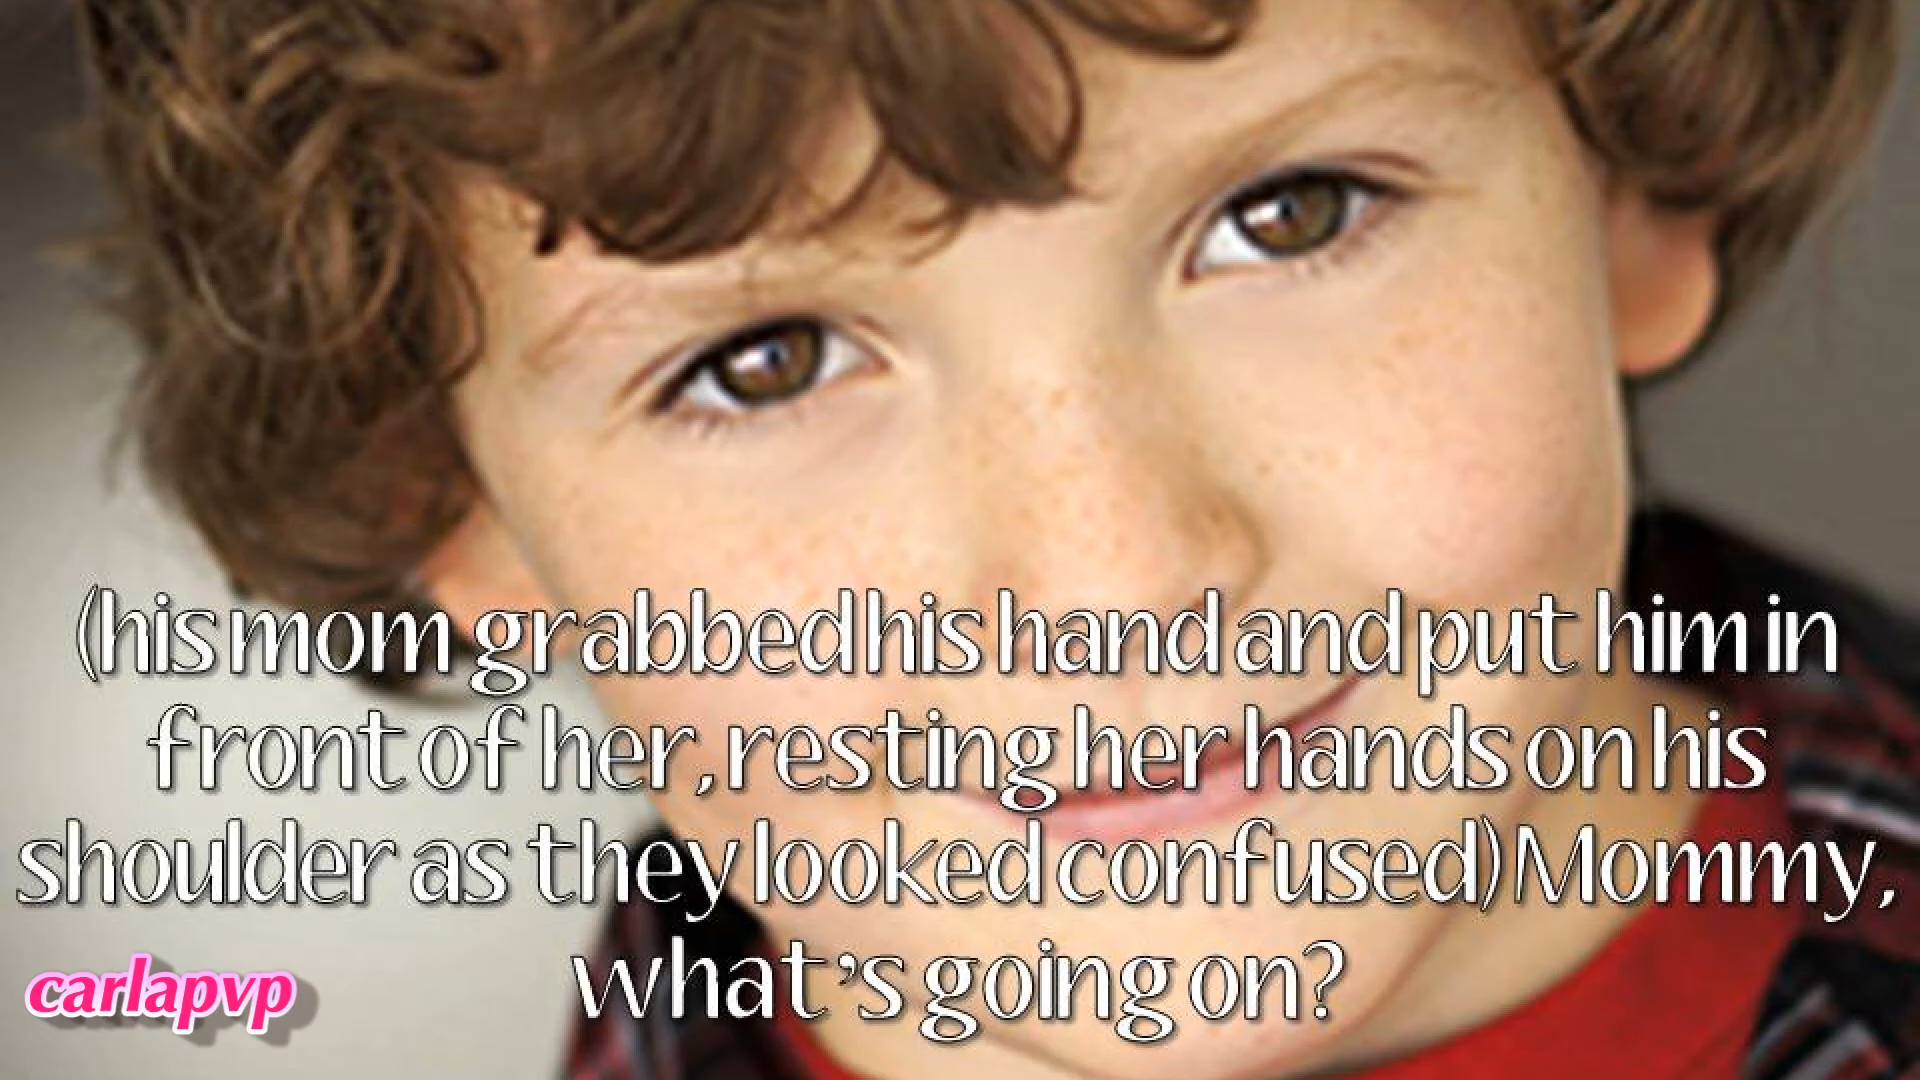 (his mom grabbed his hand and put him in
front of her, resting her hands on his
shoulder as they looked confused) Mommy,
what's going on?
carlapvp